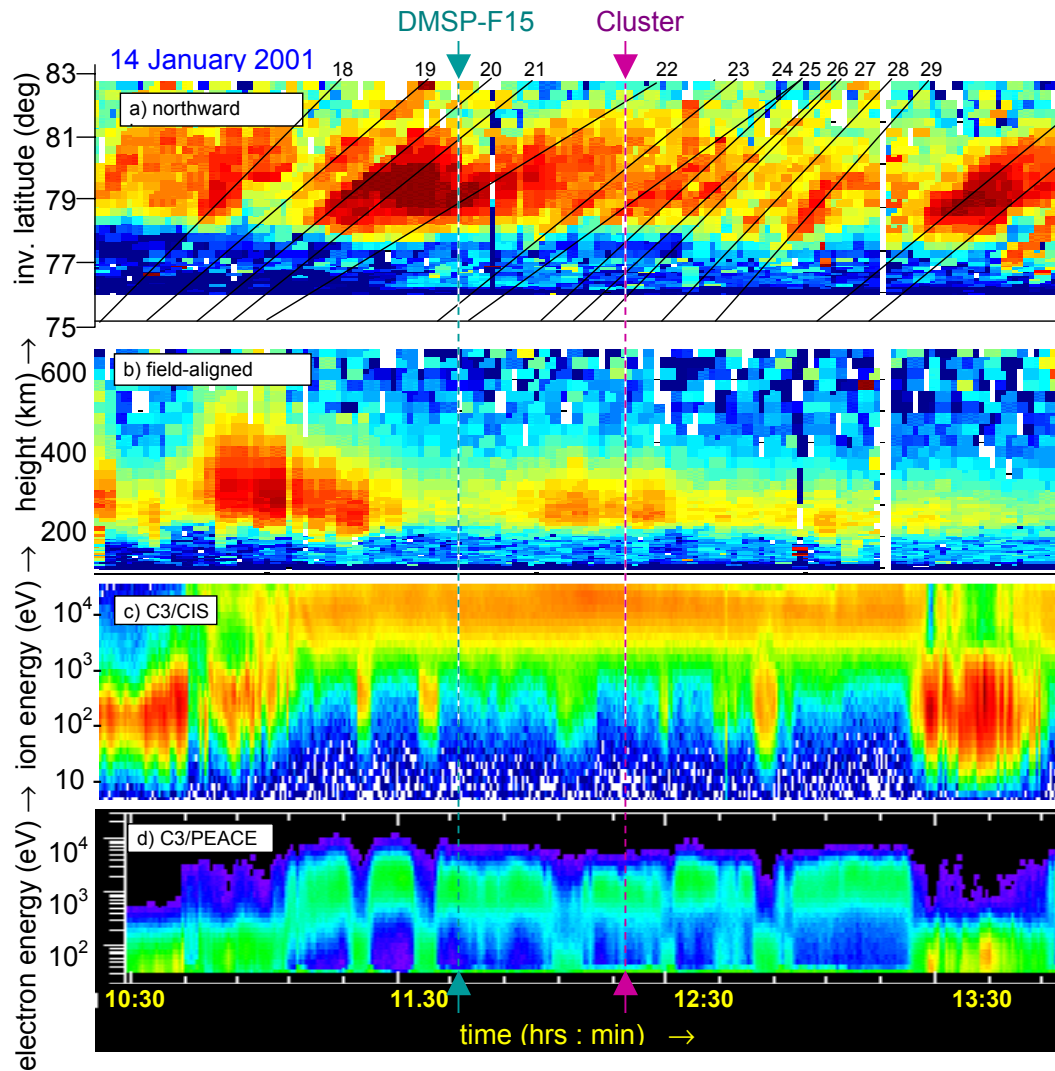 DMSP-F15
Cluster
14 January 2001
18 19 20 21 22 23 24 25 26 27 28 29
a) northward
inv. latitude (deg)
83
81
79
77
75
b) field-aligned
height (km) →
600
400
200
c) C3/CIS
→ ion energy (eV) →
10⁴
10³
10²
10
d) C3/PEACE
electron energy (eV) →
10⁴
10³
10²
10:30 11:30 12:30 13:30
time (hrs : min) →